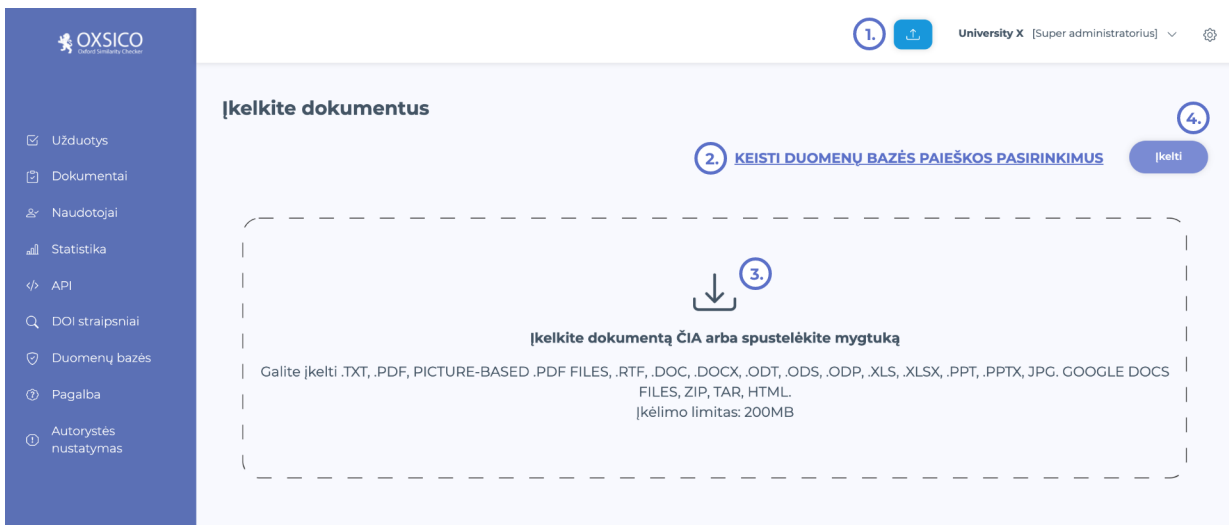 OXSICO
Oxford Similarity Checker
1.
University X [Super administratorius]
Įkelkite dokumentus
4.
2. KEISTI DUOMENŲ BAZĖS PAIEŠKOS PASIRINKIMUS
Įkelti
Užduotys
Dokumentai
Naudotojai
Statistika
API
DOI straipsniai
Duomenų bazės
Pagalba
Autorystės
nustatymas
3.
Įkelkite dokumentą ČIA arba spustelėkite mygtuką
Galite įkelti .TXT, .PDF, PICTURE-BASED .PDF FILES, .RTF, .DOC, .DOCX, .ODT, .ODS, .ODP, .XLS, .XLSX, .PPT, .PPTX, JPG. GOOGLE DOCS
FILES, ZIP, TAR, HTML.
Įkėlimo limitas: 200MB